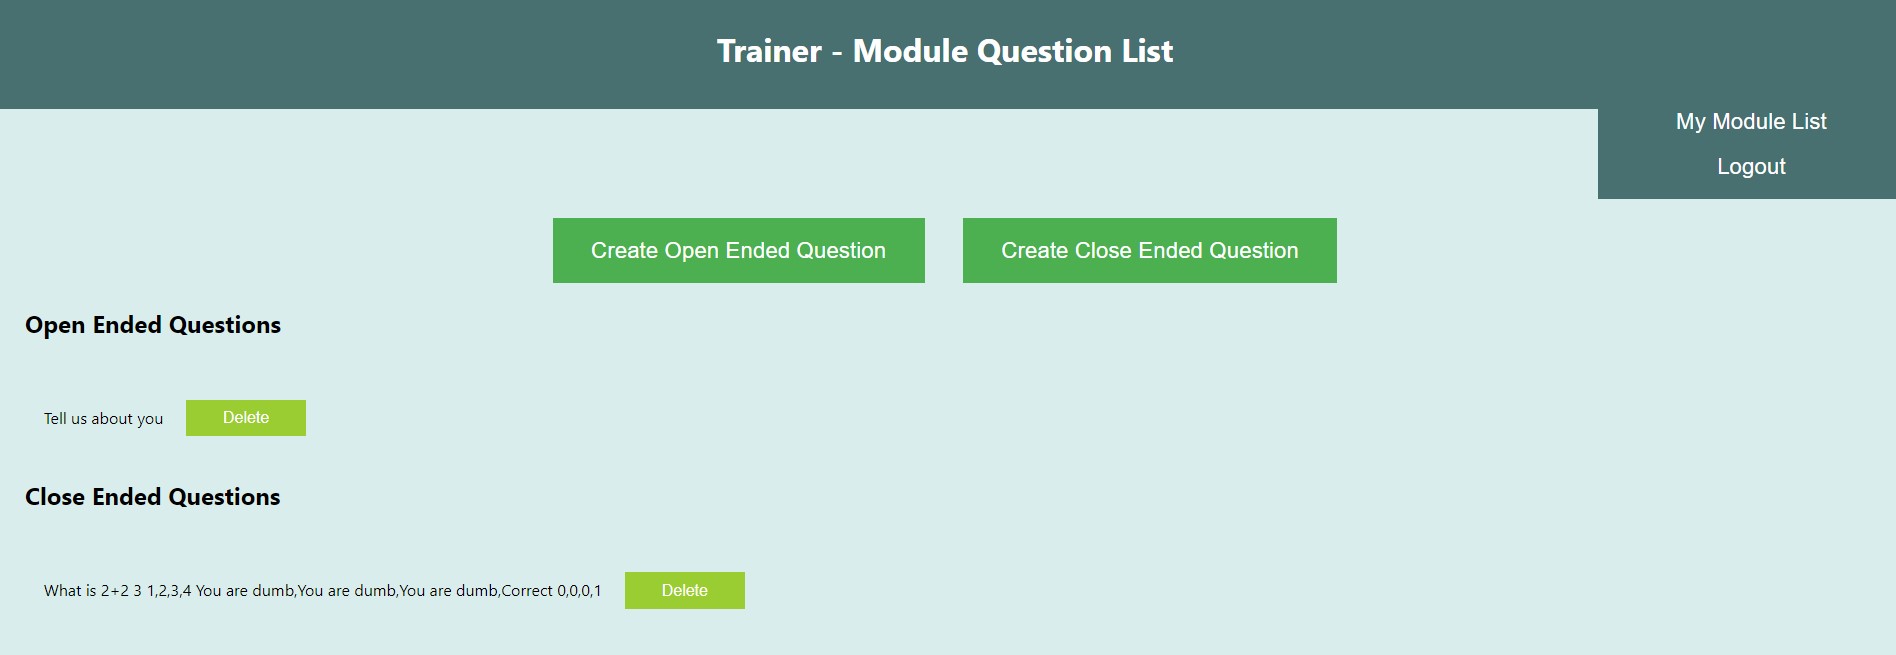 Trainer - Module Question List
My Module List
Logout
Create Open Ended Question
Create Close Ended Question
Open Ended Questions
Tell us about you
Delete
Close Ended Questions
What is 2+2 3 1,2,3,4 You are dumb,You are dumb,You are dumb,Correct 0,0,0,1
Delete